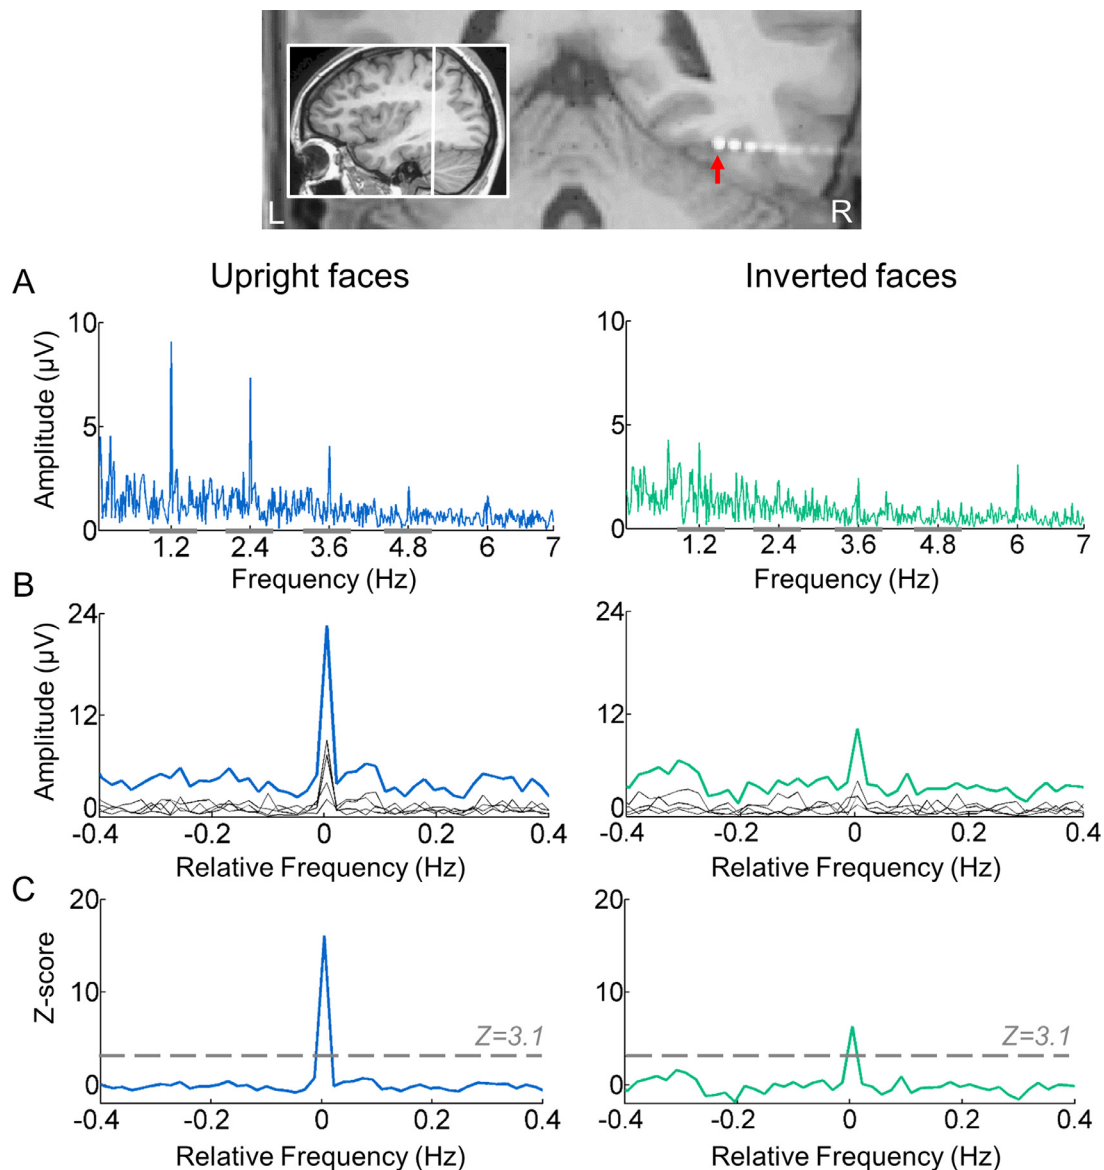 L
R
A
Upright faces
Inverted faces
Amplitude (µV)
10
5
0
1.2 2.4 3.6 4.8 6 7
Frequency (Hz)
10
5
0
1.2 2.4 3.6 4.8 6 7
Frequency (Hz)
B
Amplitude (µV)
24
12
0
-0.4 -0.2 0 0.2 0.4
Relative Frequency (Hz)
24
12
0
-0.4 -0.2 0 0.2 0.4
Relative Frequency (Hz)
C
Z-score
20
10
0
Z=3.1
-0.4 -0.2 0 0.2 0.4
Relative Frequency (Hz)
20
10
0
Z=3.1
-0.4 -0.2 0 0.2 0.4
Relative Frequency (Hz)